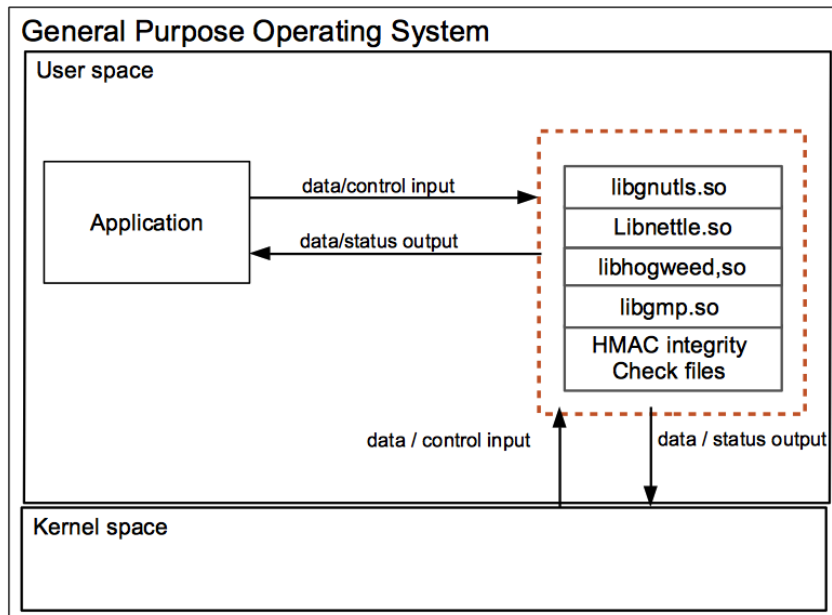 General Purpose Operating System
User space
data/control input
Application
data/status output
libgnutls.so
Libnettle.so
libhogweed,so
libgmp.so
HMAC integrity
Check files
data / control input
data / status output
Kernel space